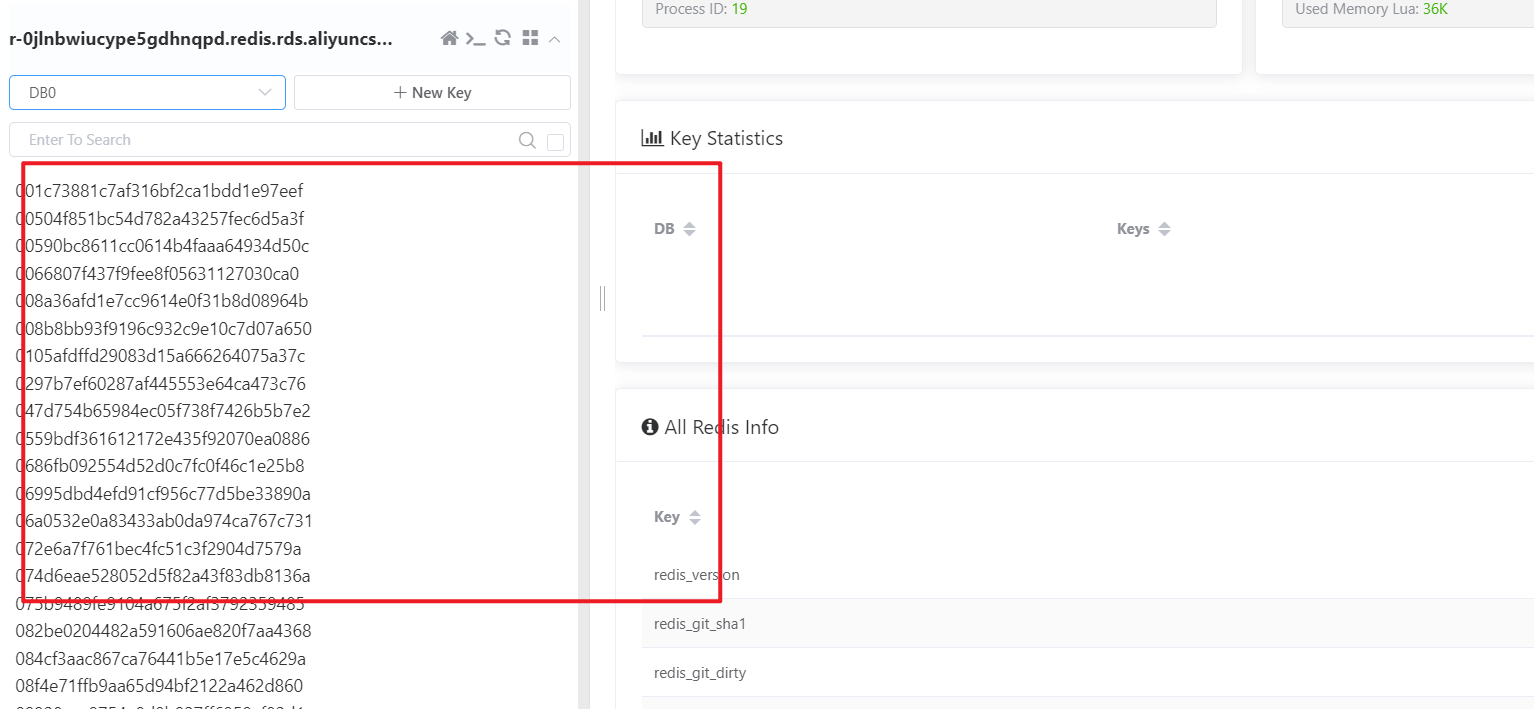 r-0jlnbwiucype5gdhnqpd.redis.rds.aliyuncs...
DB0
+ New Key
Enter To Search
001c73881c7af316bf2ca1bdd1e97eef
00504f851bc54d782a43257fec6d5a3f
00590bc8611cc0614b4faaa64934d50c
0066807f437f9fee8f05631127030ca0
008a36afd1e7cc9614e0f31b8d08964b
008b8bb93f9196c932c9e10c7d07a650
0105afdffd29083d15a666264075a37c
0297b7ef60287af445553e64ca473c76
047d754b65984ec05f738f7426b5b7e2
0559bdf361612172e435f92070ea0886
0686fb092554d52d0c7fc0f46c1e25b8
06995dbd4efd91cf956c77d5be33890a
06a0532e0a83433ab0da974ca767c731
072e6a7f761bec4fc51c3f2904d7579a
074d6eae528052d5f82a43f83db8136a
075b9489fe9104a675f2af3792359485
082be0204482a591606ae820f7aa4368
084cf3aac867ca76441b5e17e5c4629a
08f4e71ffb9aa65d94bf2122a462d860
Process ID: 19
Used Memory Lua: 36K
Key Statistics
DB Keys
All Redis Info
Key
redis_version
redis_git_sha1
redis_git_dirty